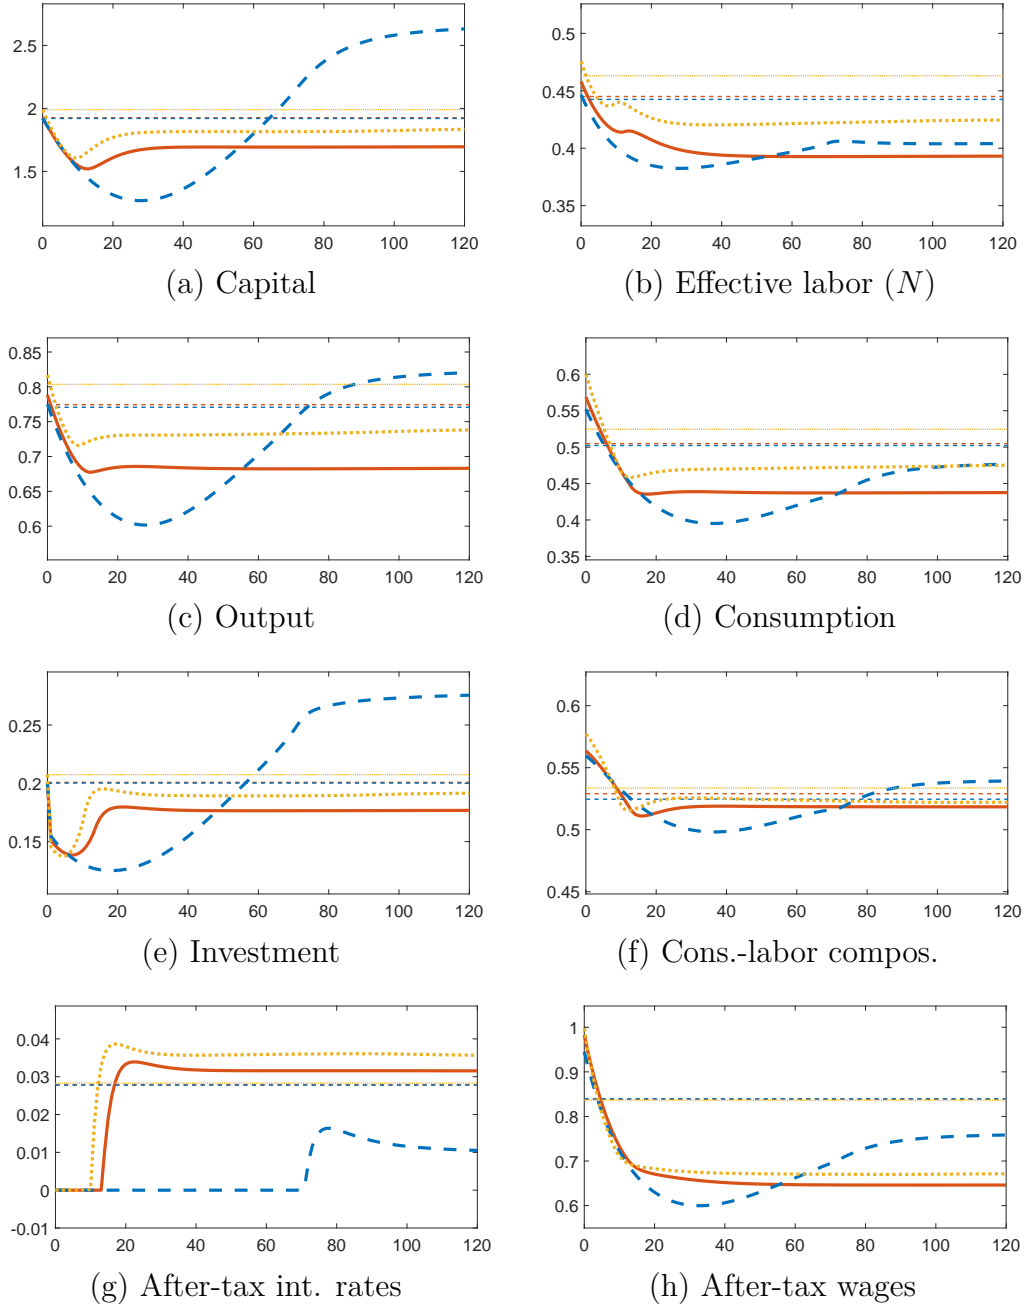 2.5
2
1.5
0 20 40 60 80 100 120
(a) Capital
0.5
0.45
0.4
0.35
0 20 40 60 80 100 120
(b) Effective labor (N)
0.85
0.8
0.75
0.7
0.65
0.6
0 20 40 60 80 100 120
(c) Output
0.6
0.55
0.5
0.45
0.4
0.35
0 20 40 60 80 100 120
(d) Consumption
0.25
0.2
0.15
0 20 40 60 80 100 120
(e) Investment
0.6
0.55
0.5
0.45
0 20 40 60 80 100 120
(f) Cons.-labor compos.
0.04
0.03
0.02
0.01
0
-0.01
0 20 40 60 80 100 120
(g) After-tax int. rates
1
0.9
0.8
0.7
0.6
0 20 40 60 80 100 120
(h) After-tax wages